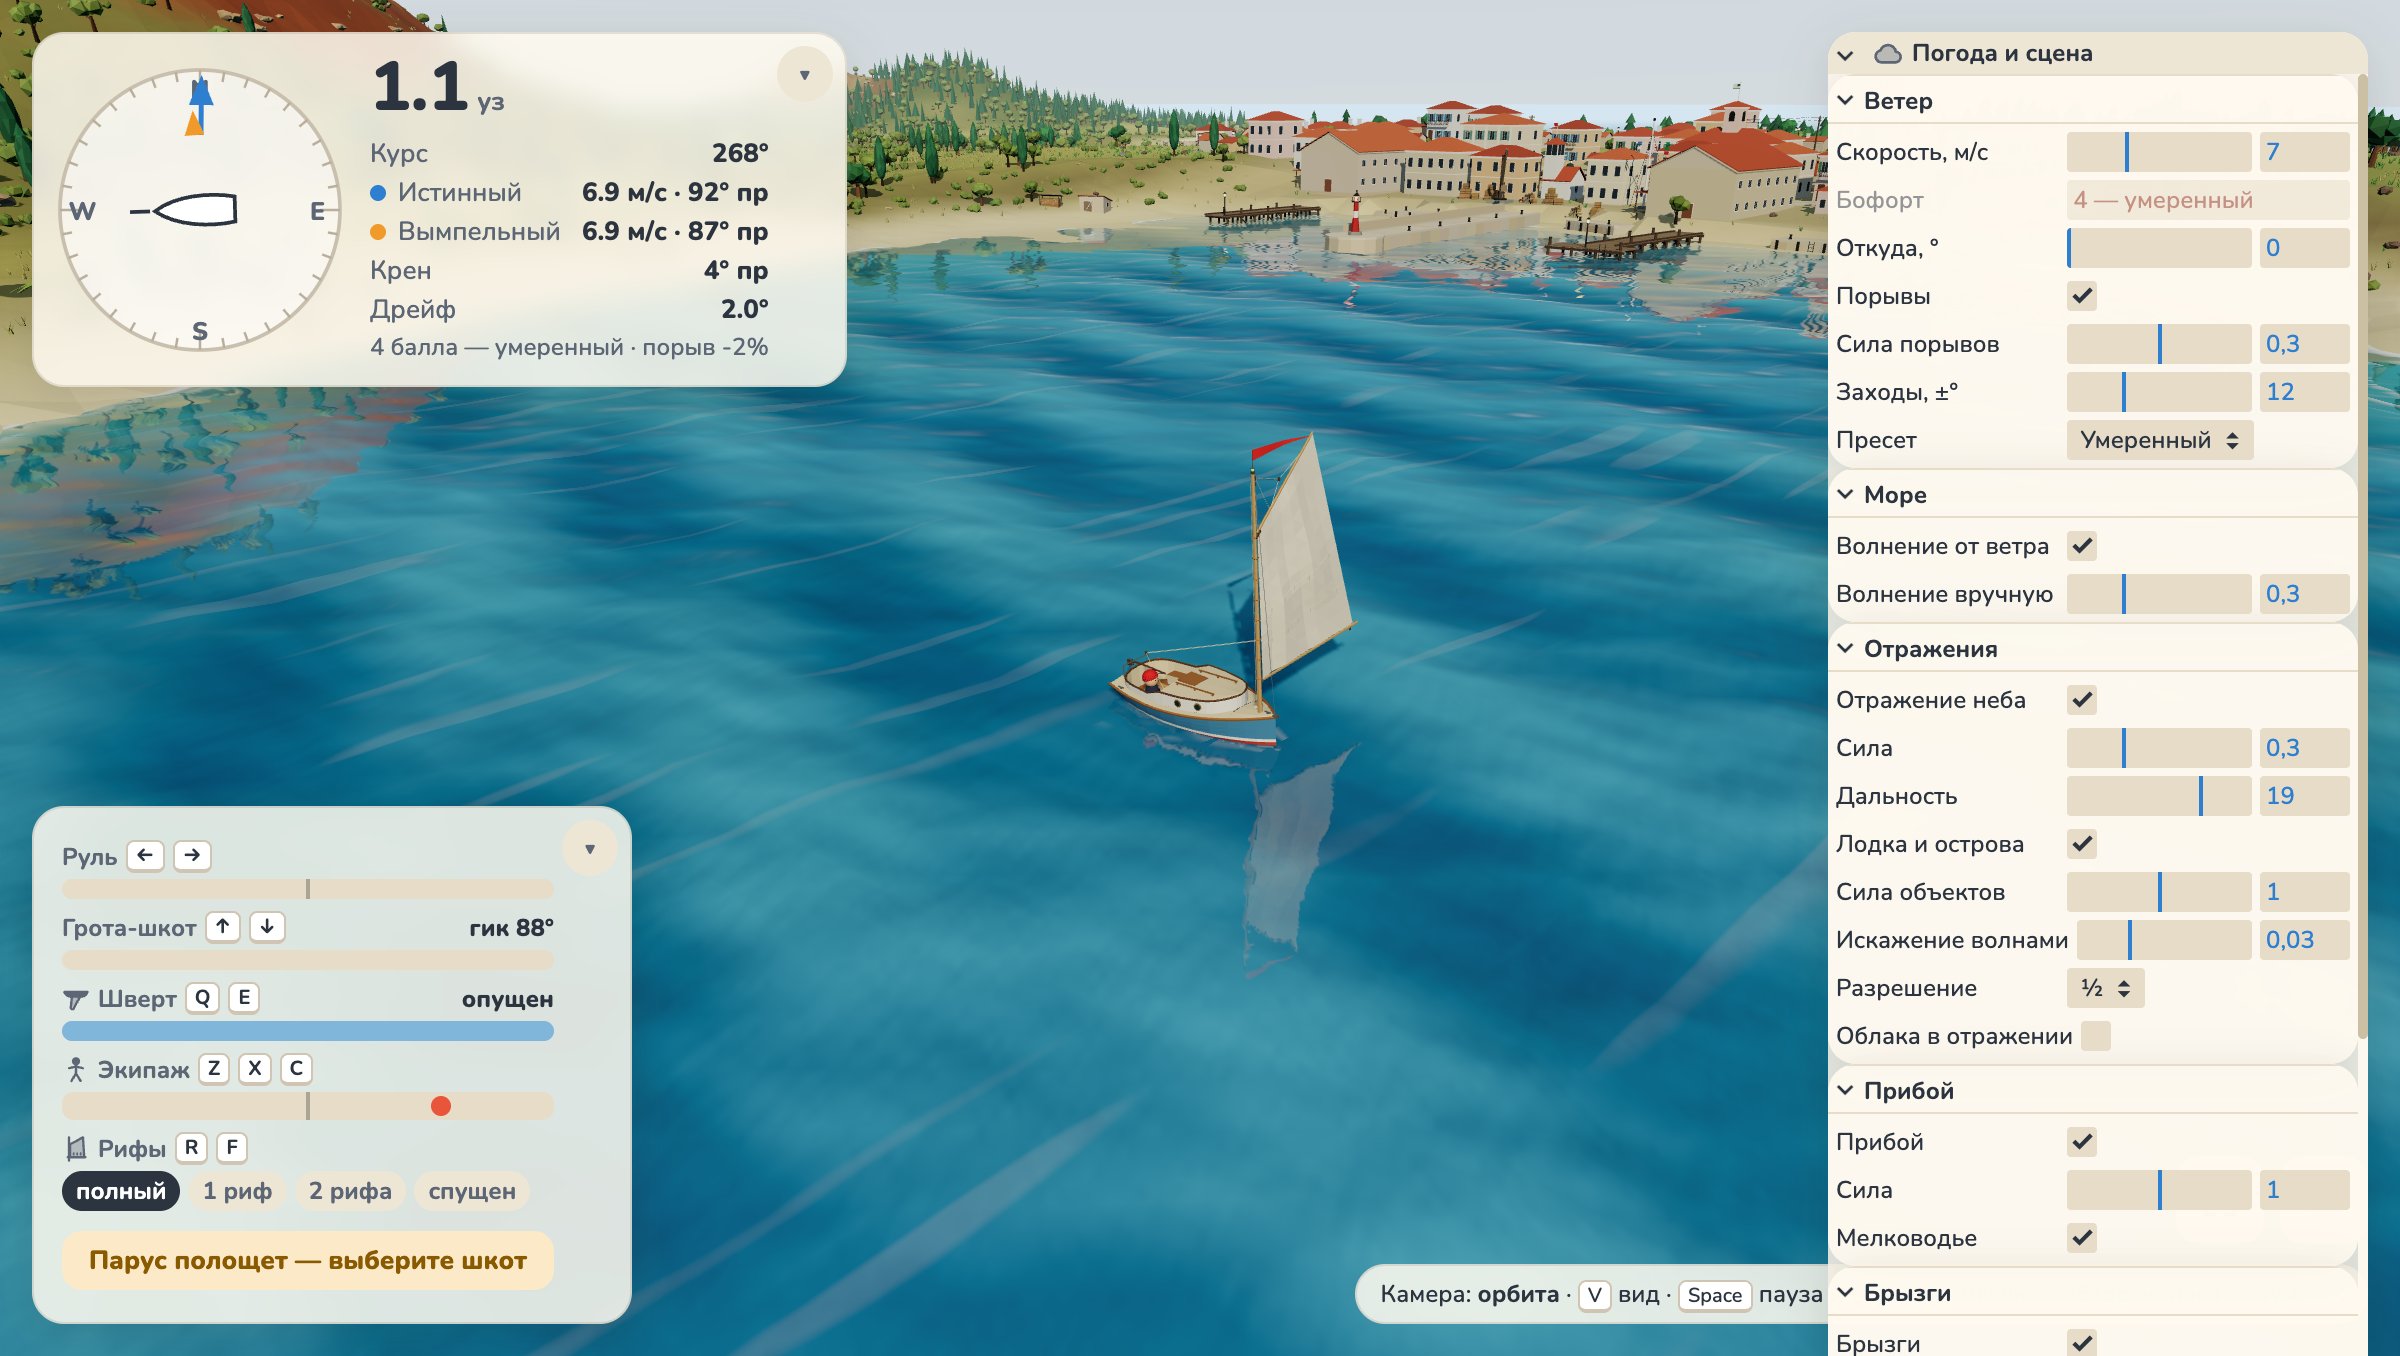 1.1 уз
Курс 268°
Истинный 6.9 м/с · 92° пр
Вымпельный 6.9 м/с · 87° пр
Крен 4° пр
Дрейф 2.0°
4 балла — умеренный · порыв -2%
W
E
S
Руль ← →
Грота-шкот ↑ ↓ гик 88°
Шверт Q E опущен
Экипаж Z X C
Рифы R F
полный 1 риф 2 рифа спущен
Парус полощет — выберите шкот
Камера: орбита · V вид · Space пауза
Погода и сцена
Ветер
Скорость, м/с 7
Бофорт 4 — умеренный
Откуда, ° 0
Порывы
Сила порывов 0,3
Заходы, ±° 12
Пресет Умеренный
Море
Волнение от ветра
Волнение вручную 0,3
Отражения
Отражение неба
Сила 0,3
Дальность 19
Лодка и острова
Сила объектов 1
Искажение волнами 0,03
Разрешение ½
Облака в отражении
Прибой
Прибой
Сила 1
Мелководье
Брызги
Брызги